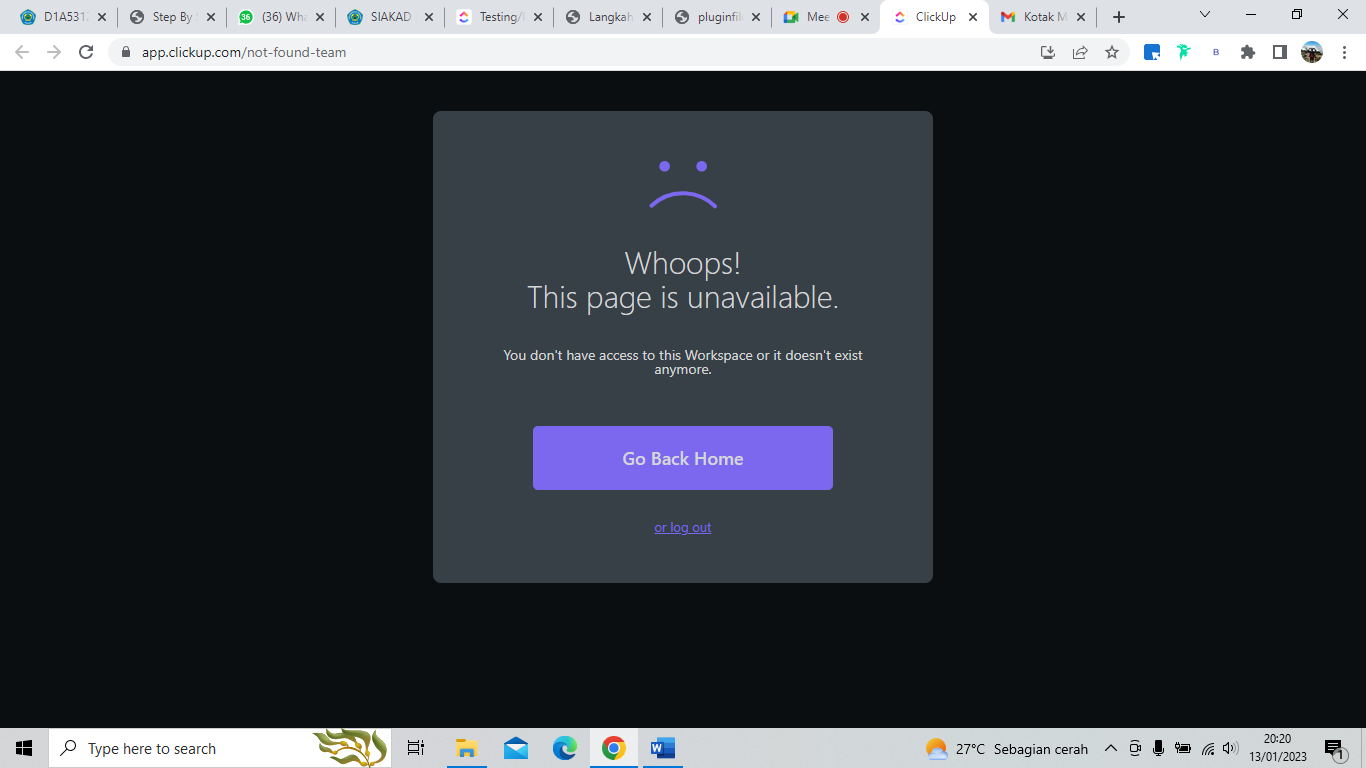 D1A531
Step By
(36) Wha
SIAKAD
Testing/
Langkah
pluginfil
Mee
ClickUp
Kotak M
app.clickup.com/not-found-team
Whoops!
This page is unavailable.
You don't have access to this Workspace or it doesn't exist
anymore.
Go Back Home
or log out
Type here to search
27°C Sebagian cerah
20:20
13/01/2023
1